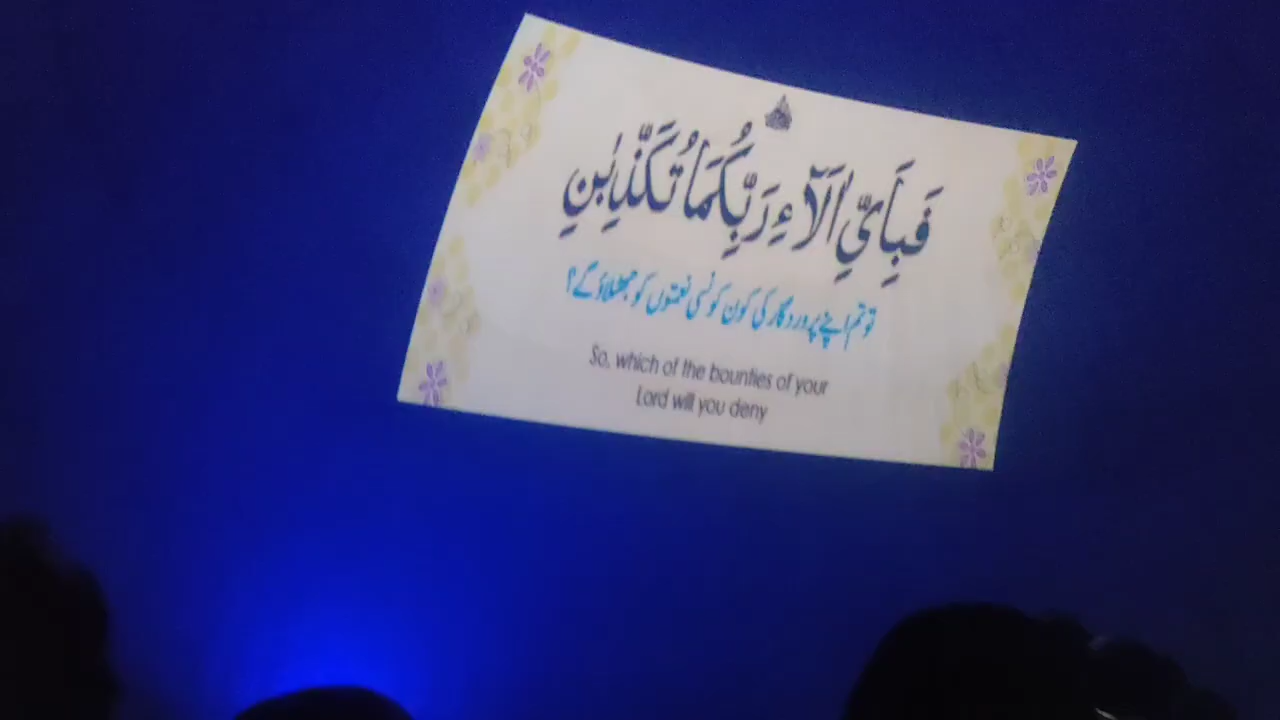 فَبِاَيِّ اٰلَآءِ رَبِّكُمَا تُكَذِّبٰنِ
تو تم اپنے پروردگار کی کون کونسی نعمتوں کو جھٹلاؤ گے؟
So, which of the bounties of your
Lord will you deny